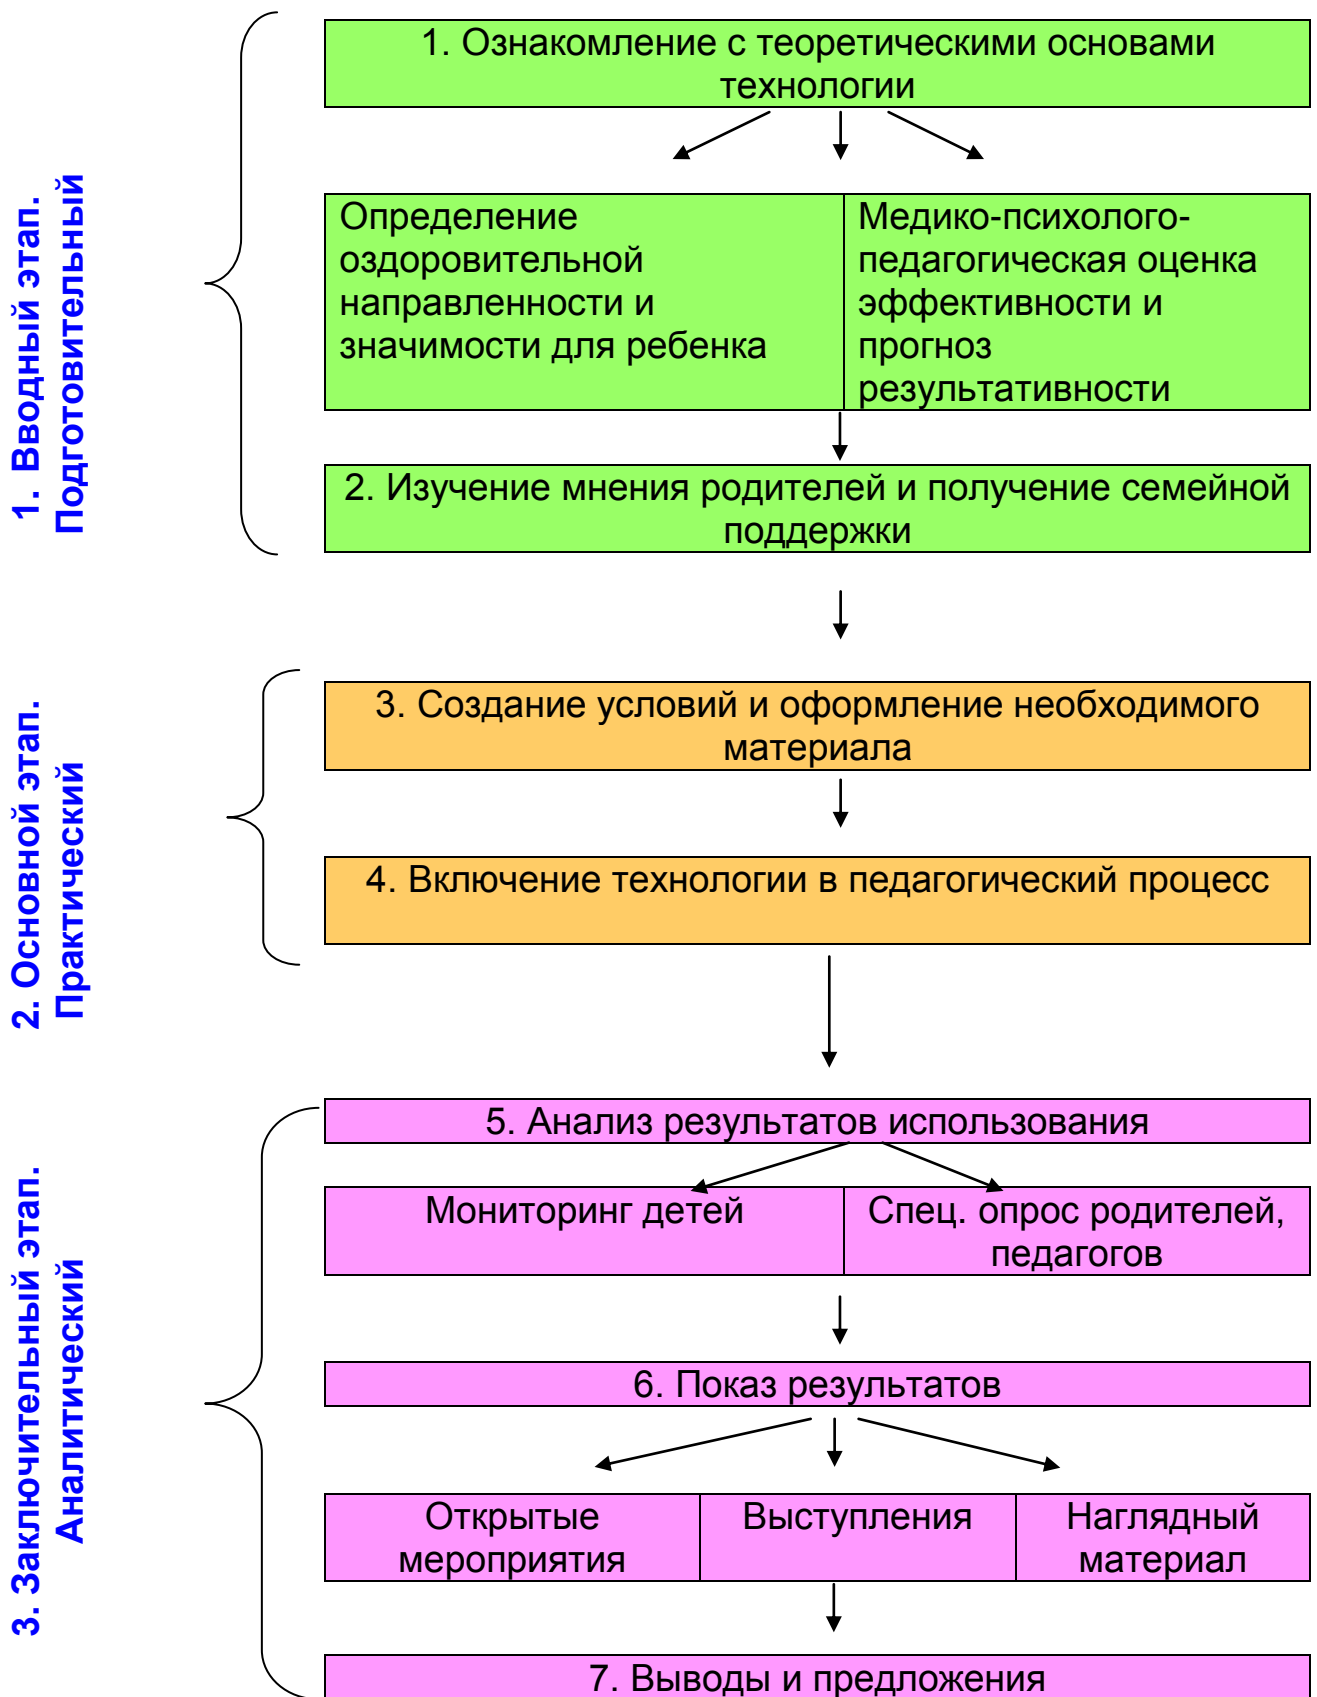 1. Вводный этап.
Подготовительный
1. Ознакомление с теоретическими основами
технологии
Определение
оздоровительной
направленности и
значимости для ребенка
Медико-психолого-
педагогическая оценка
эффективности и
прогноз
результативности
2. Изучение мнения родителей и получение семейной
поддержки
2. Основной этап.
Практический
3. Создание условий и оформление необходимого
материала
4. Включение технологии в педагогический процесс
3. Заключительный этап.
Аналитический
5. Анализ результатов использования
Мониторинг детей
Спец. опрос родителей,
педагогов
6. Показ результатов
Открытые
мероприятия
Выступления
Наглядный
материал
7. Выводы и предложения